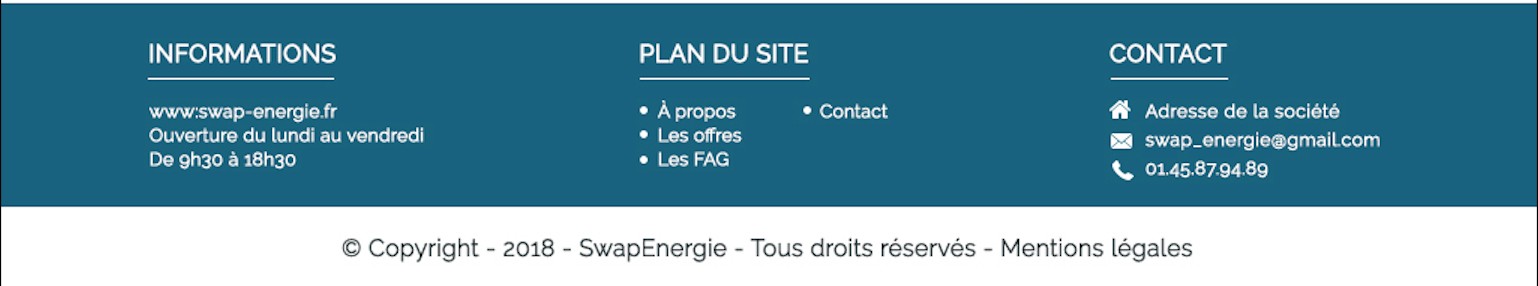 INFORMATIONS
www:swap-energie.fr
Ouverture du lundi au vendredi
De 9h30 à 18h30
PLAN DU SITE
• À propos
• Les offres
• Les FAG
• Contact
CONTACT
Adresse de la société
swap_energie@gmail.com
01.45.87.94.89
© Copyright - 2018 - SwapEnergie - Tous droits réservés - Mentions légales